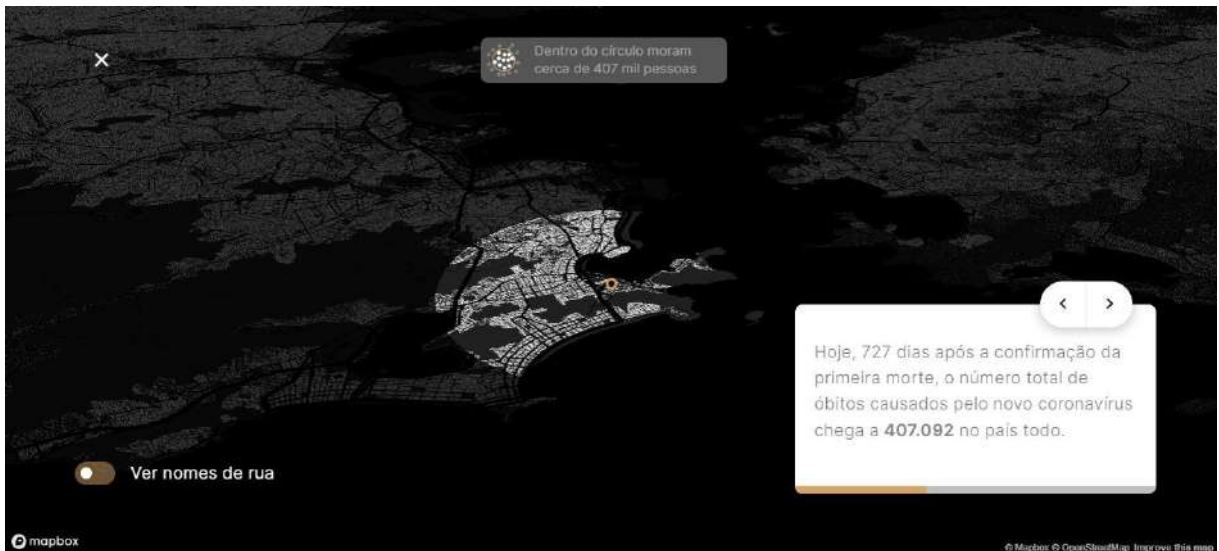 ×
Dentro do círculo moram
cerca de 407 mil pessoas
Hoje, 727 dias após a confirmação da
primeira morte, o número total de
óbitos causados pelo novo coronavírus
chega a 407.092 no país todo.
Ver nomes de rua
mapbox
© Mapbox © OpenStreetMap Improve this map